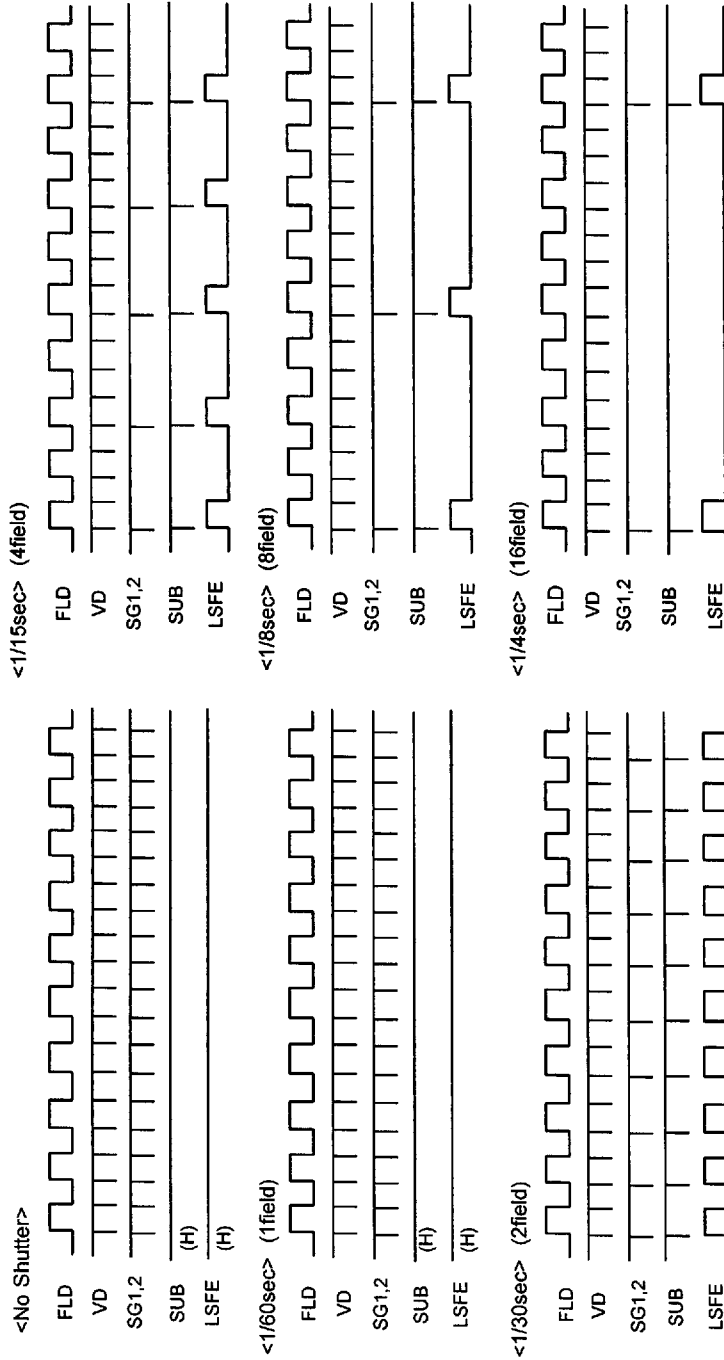 <No Shutter>
FLD
VD
SG1,2
SUB
(H)
LSFE
(H)
<1/60sec> (1field)
FLD
VD
SG1,2
SUB
(H)
LSFE
(H)
<1/30sec> (2field)
FLD
VD
SG1,2
SUB
LSFE
<1/15sec> (4field)
FLD
VD
SG1,2
SUB
LSFE
<1/8sec> (8field)
FLD
VD
SG1,2
SUB
LSFE
<1/4sec> (16field)
FLD
VD
SG1,2
SUB
LSFE